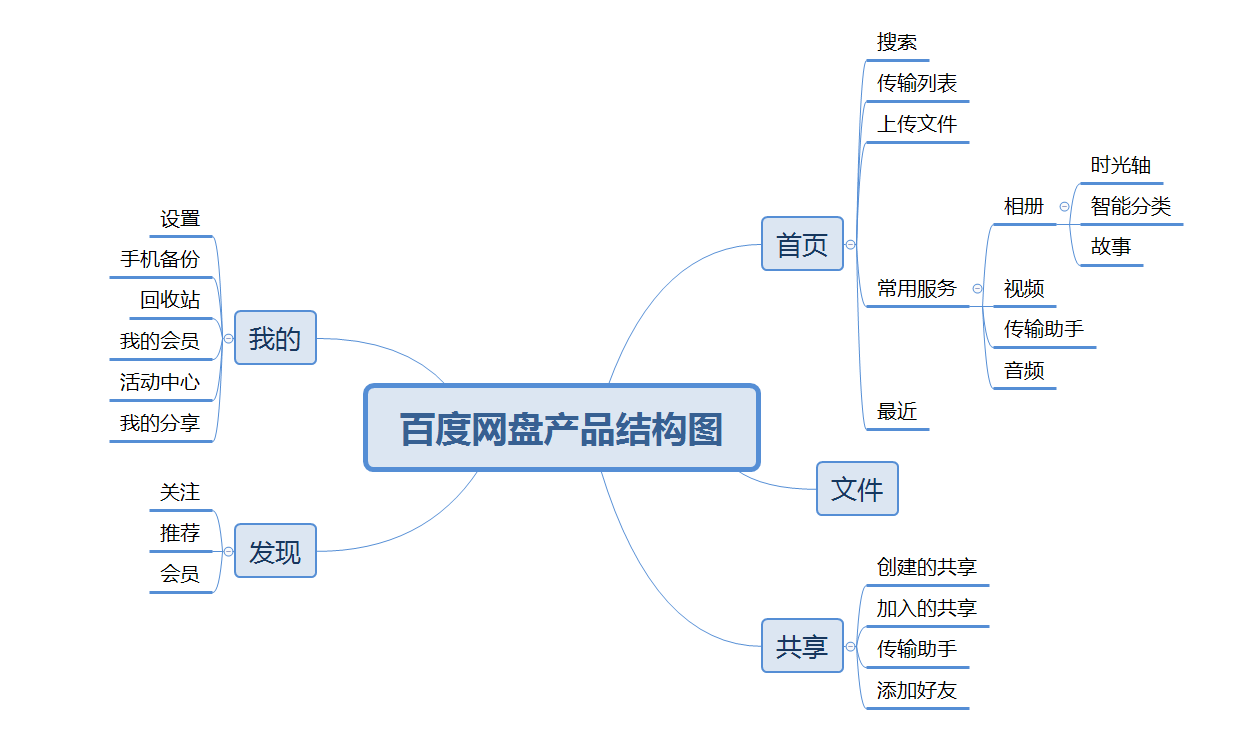 百度网盘产品结构图
首页
搜索
传输列表
上传文件
常用服务
相册
时光轴
智能分类
故事
视频
传输助手
音频
最近
文件
共享
创建的共享
加入的共享
传输助手
添加好友
我的
设置
手机备份
回收站
我的会员
活动中心
我的分享
发现
关注
推荐
会员